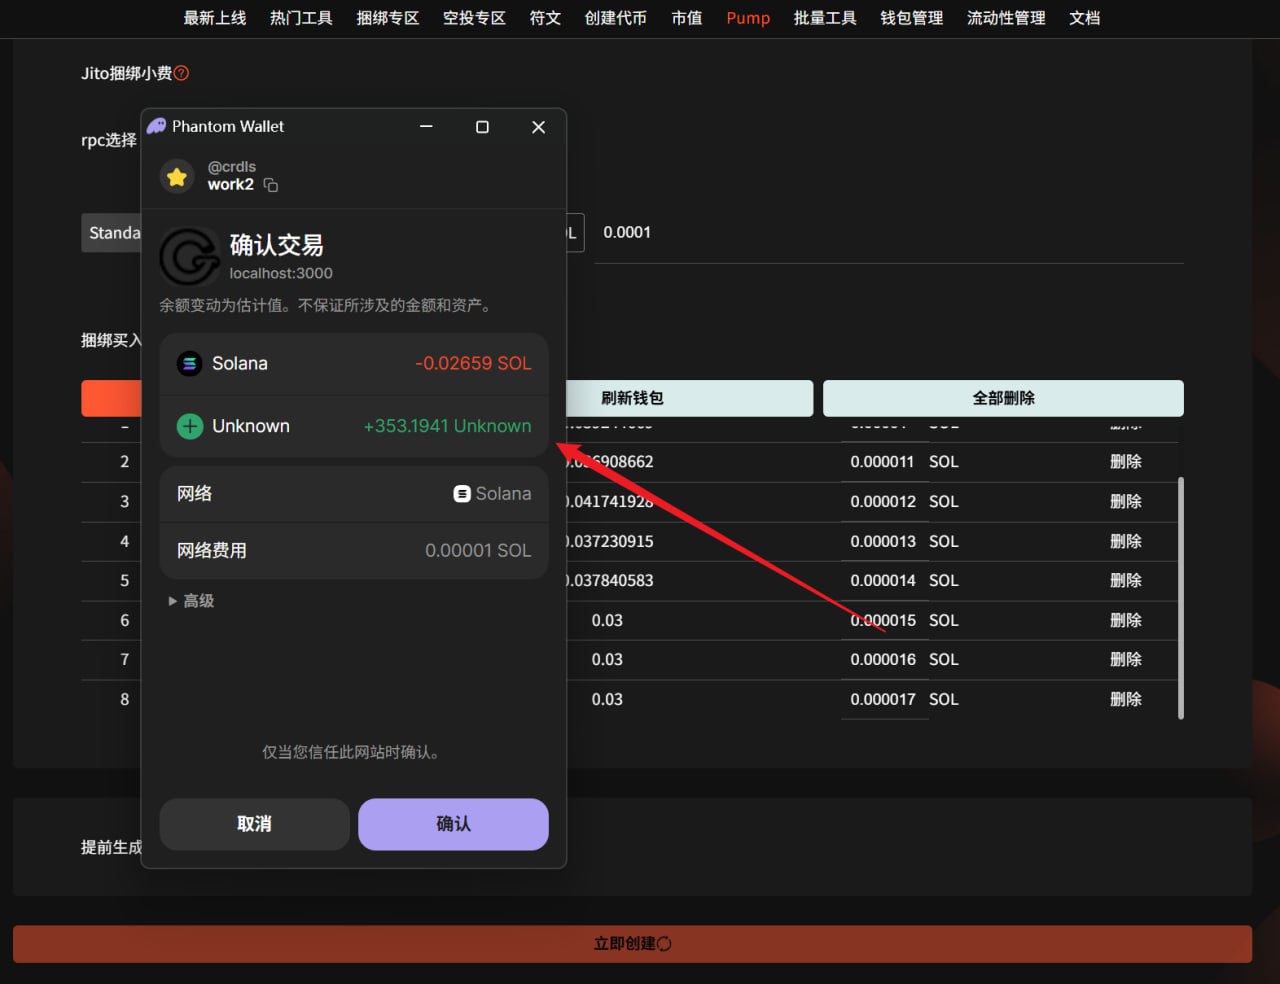 最新上线 热门工具 捆绑专区 空投专区 符文 创建代币 市值 Pump 批量工具 钱包管理 流动性管理 文档
Jito捆绑小费
rpc选择
Phantom Wallet
@crdls
work2
确认交易
localhost:3000
余额变动为估计值。不保证所涉及的金额和资产。
Solana -0.02659 SOL
Unknown +353.1941 Unknown
网络 Solana
网络费用 0.00001 SOL
高级
仅当您信任此网站时确认。
取消 确认
Standa
0.0001
捆绑买入
刷新钱包 全部删除
SOL 删除
2 0.036908662 0.000011 SOL 删除
3 0.041741928 0.000012 SOL 删除
4 0.037230915 0.000013 SOL 删除
5 0.037840583 0.000014 SOL 删除
6 0.03 0.000015 SOL 删除
7 0.03 0.000016 SOL 删除
8 0.03 0.000017 SOL 删除
提前生成
立即创建